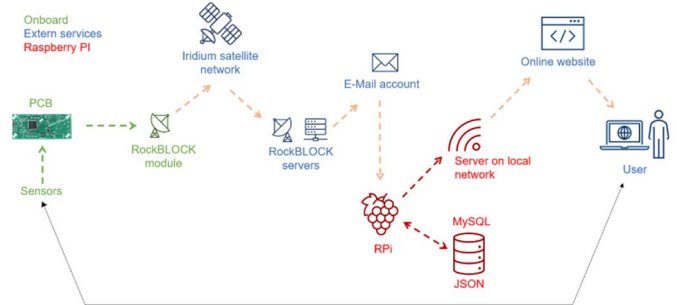 Onboard
Extern services
Raspberry PI
Iridium satellite
network
Online website
E-Mail account
PCB
RockBLOCK
module
RockBLOCK
servers
Server on local
network
User
Sensors
MySQL
RPi
JSON